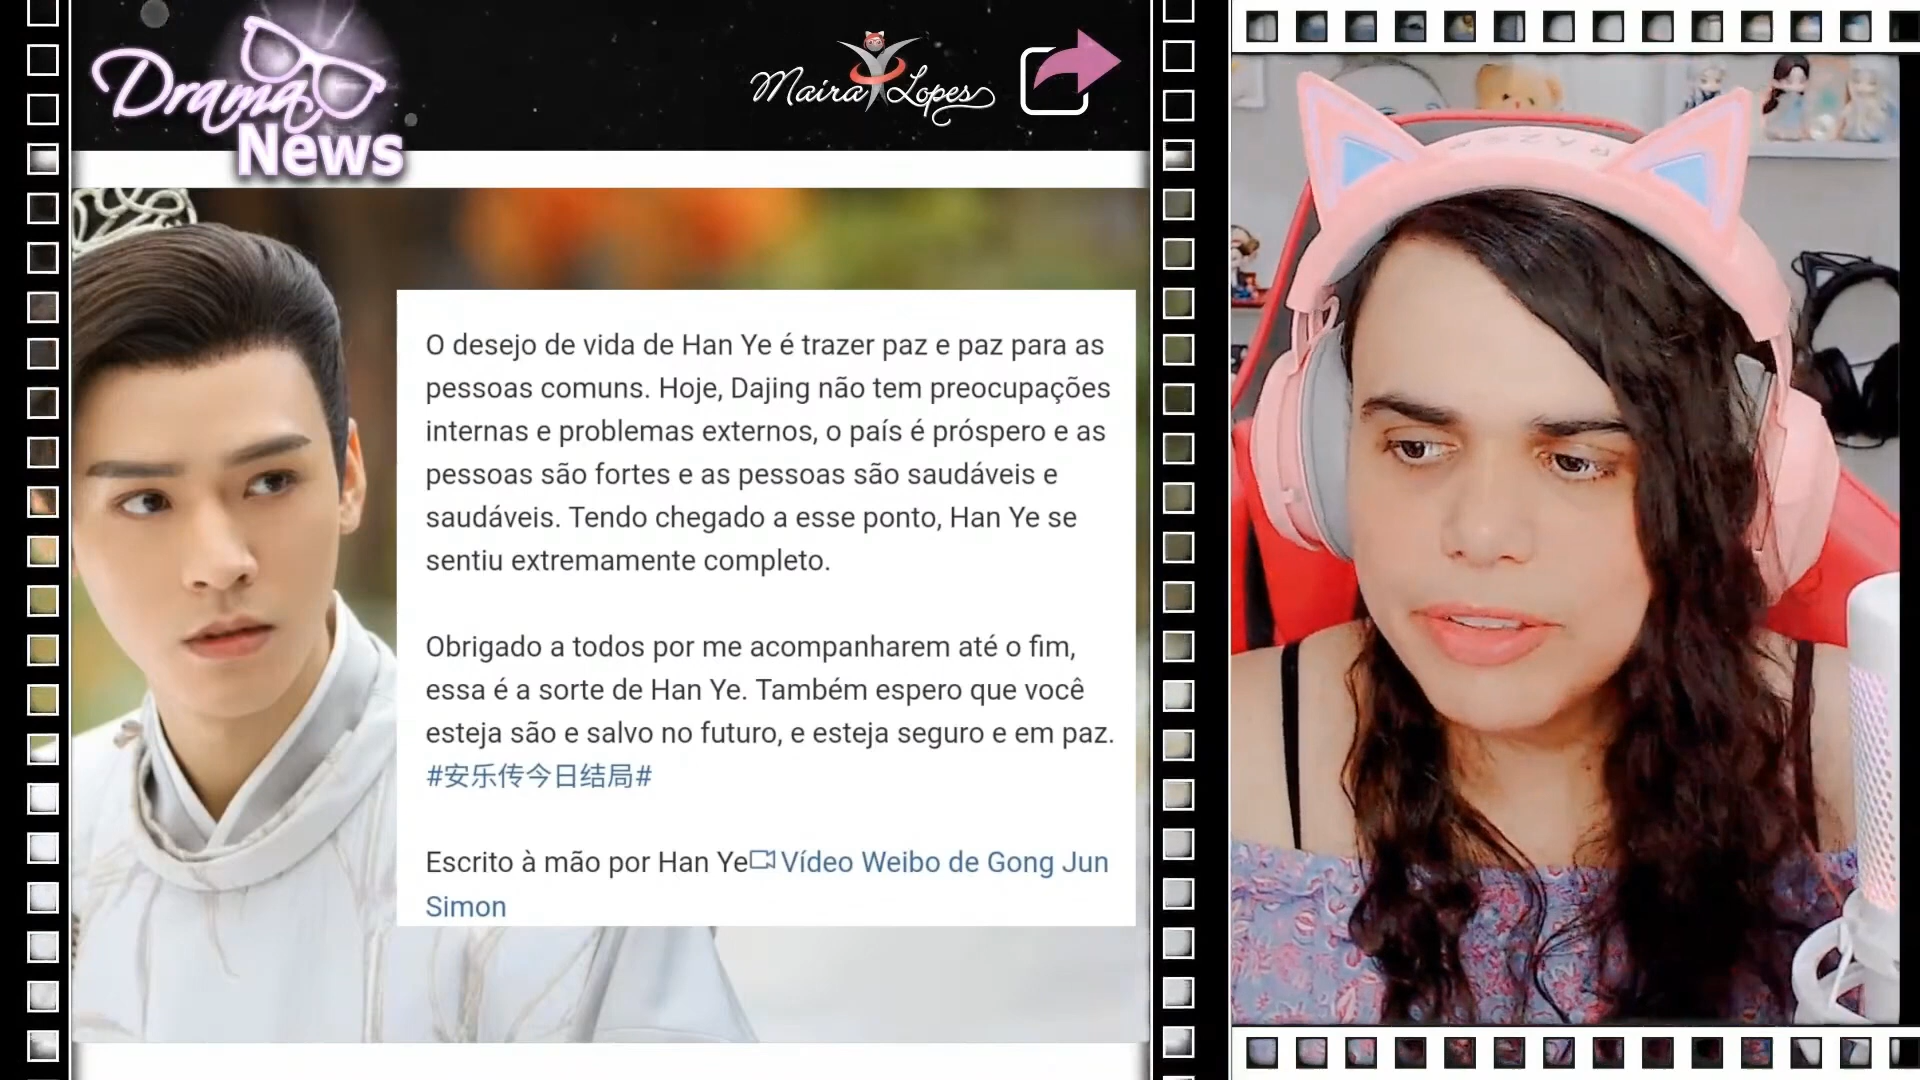 Drama
News
Maira Lopes
RAZER
O desejo de vida de Han Ye é trazer paz e paz para as
pessoas comuns. Hoje, Dajing não tem preocupações
internas e problemas externos, o país é próspero e as
pessoas são fortes e as pessoas são saudáveis e
saudáveis. Tendo chegado a esse ponto, Han Ye se
sentiu extremamente completo.
Obrigado a todos por me acompanharem até o fim,
essa é a sorte de Han Ye. Também espero que você
esteja são e salvo no futuro, e esteja seguro e em paz.
#安乐传今日结局#
Escrito à mão por Han Ye Vídeo Weibo de Gong Jun
Simon